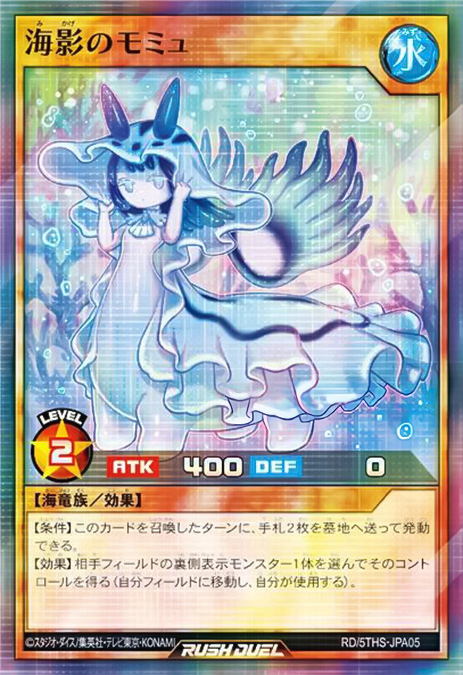 海影のモミュ
みかげ
みず
水
LEVEL
2
ATK 400 DEF 0
【海竜族／効果】
【条件】このカードを召喚したターンに、手札2枚を墓地へ送って発動
できる。
【効果】相手フィールドの裏側表示モンスター1体を選んでそのコント
ロールを得る（自分フィールドに移動し、自分が使用する）。
©スタジオ・ダイス/集英社・テレビ東京・KONAMI
RUSH DUEL
RD/5THS-JPA05